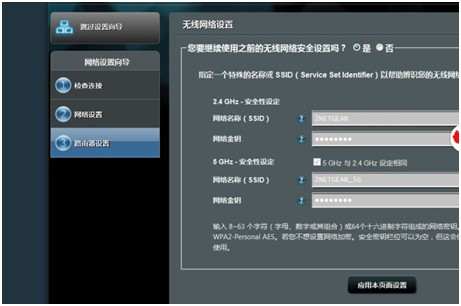 跳过设置向导
网络设置向导
1 检查连接
2 网络设置
3 路由器设置
无线网络设置
您要继续使用之前的无线网络安全设置吗？ 是 否
指定一个特殊的名称或 SSID（Service Set Identifier）以帮助辨识您的无线网络
2.4 GHz - 安全性设定
网络名称（SSID） ? 2NETGEAR
网络金钥 ? ••••••••
5 GHz - 安全性设定 5 GHz 与 2.4 GHz 设定相同
网络名称（SSID） ? 2NETGEAR_5G
网络金钥 ? ••••••••
输入 8~63 个字符（字母、数字或其组合）或64个十六进制字符组成的网络密钥。
WPA2-Personal AES。若您不想设置网络加密。安全密钥栏位可以为空，但这会
使用。
应用本页面设置